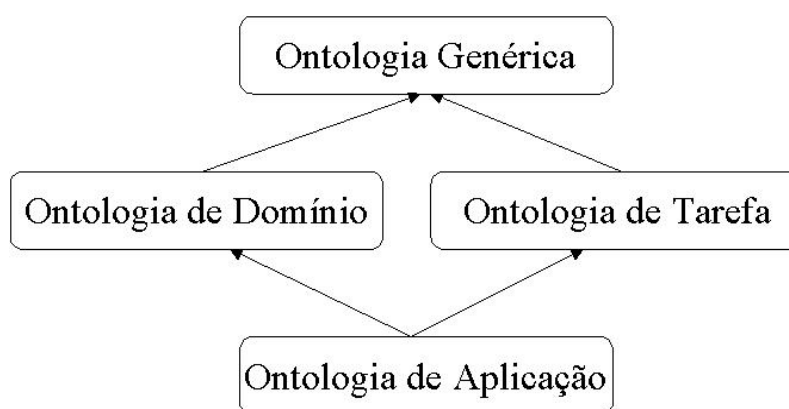 Ontologia Genérica
Ontologia de Domínio
Ontologia de Tarefa
Ontologia de Aplicação